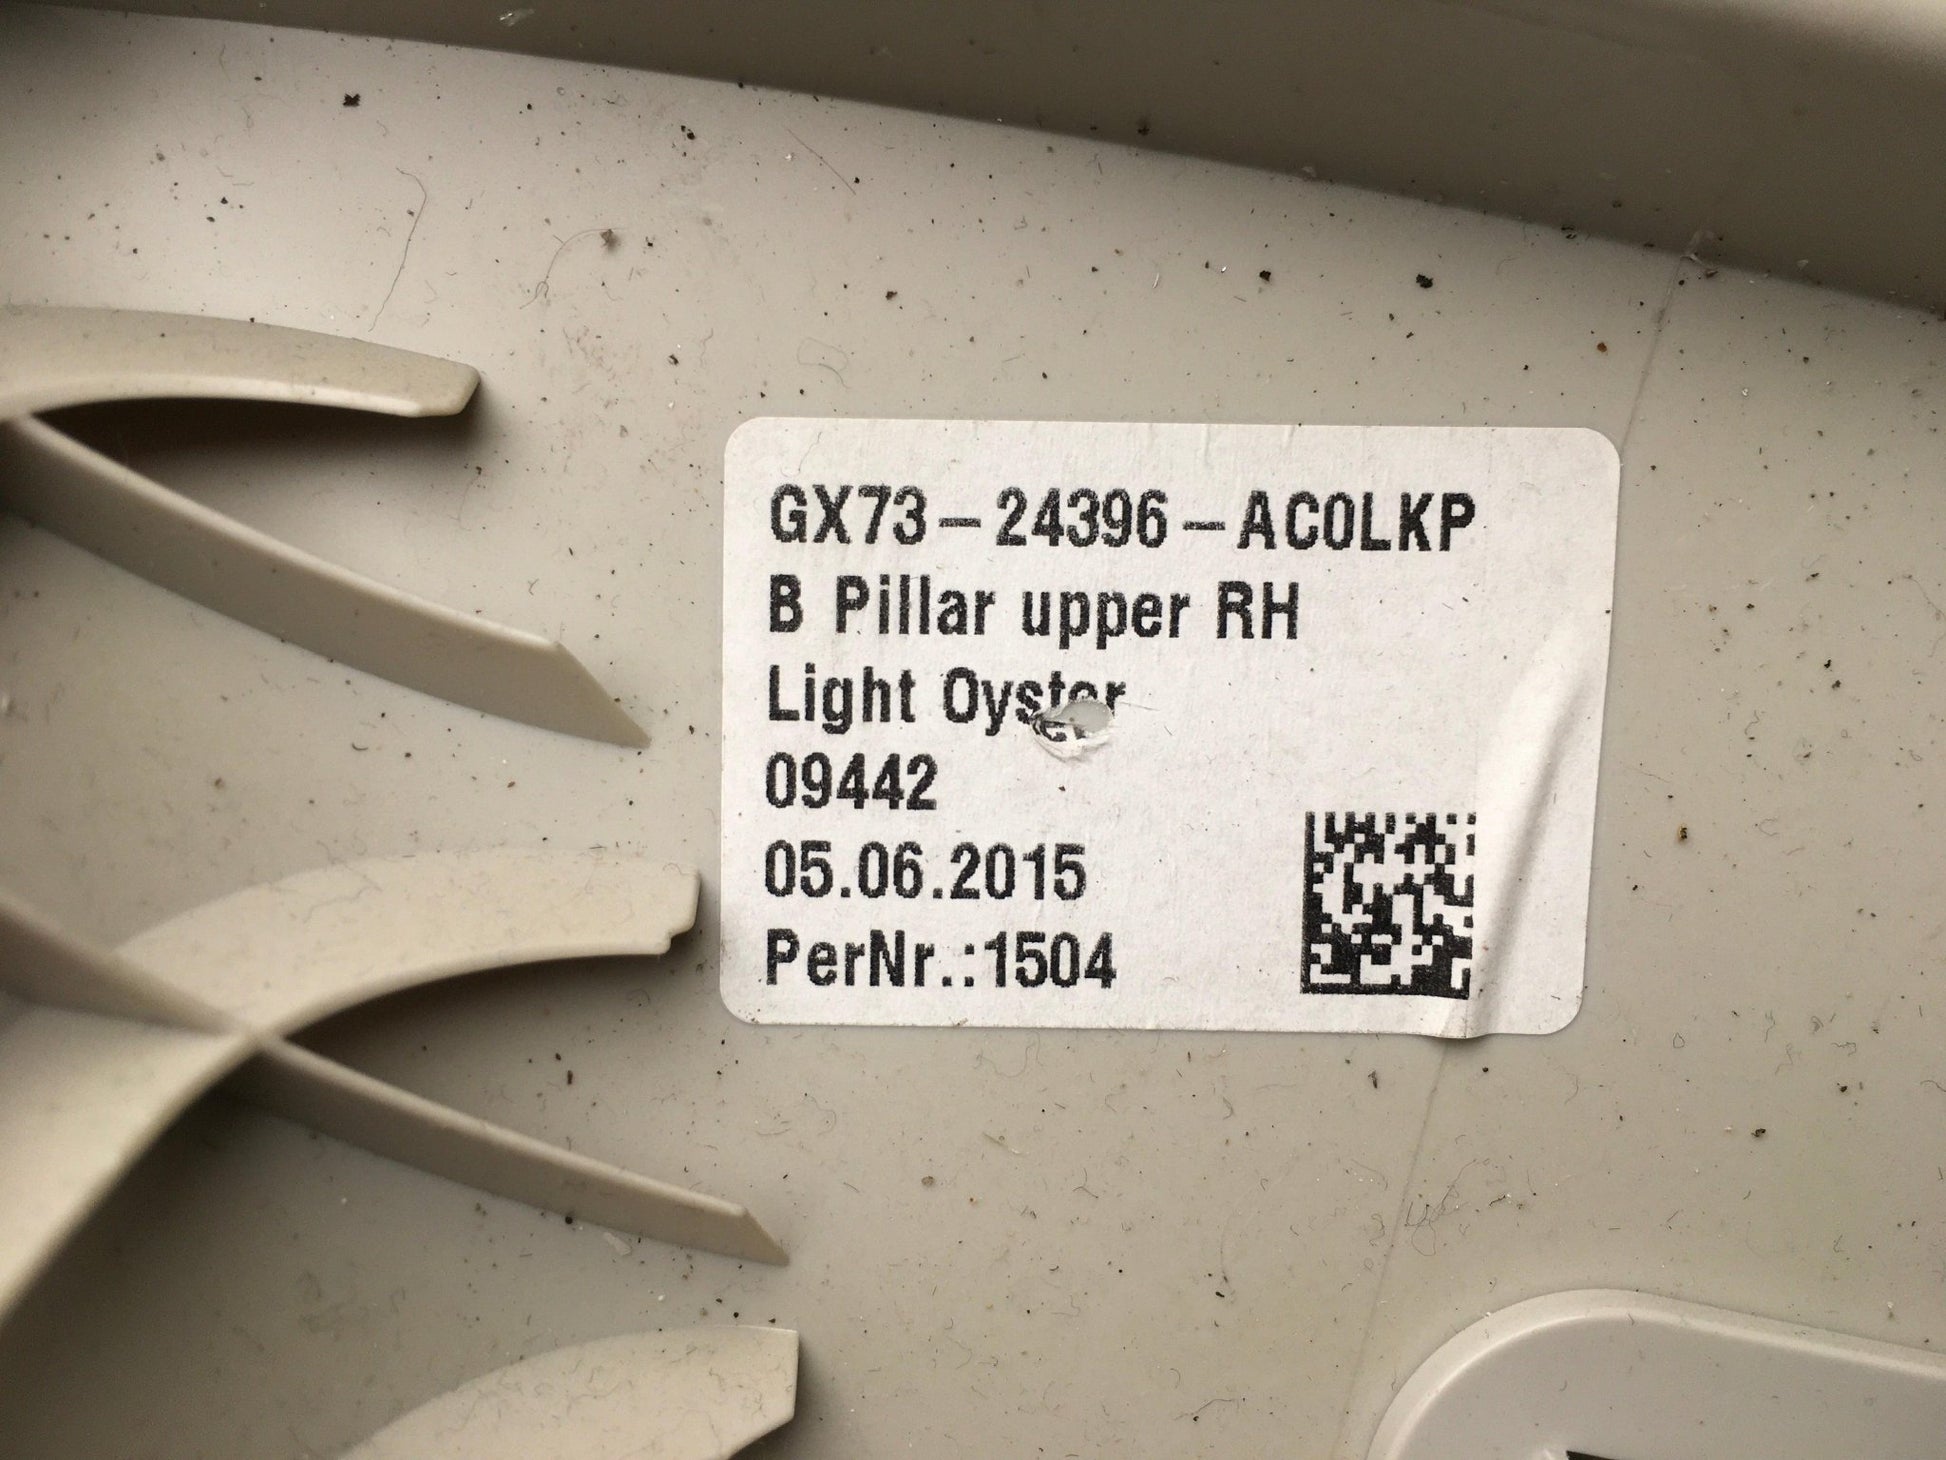 GX73-24396-AC0LKP
B Pillar upper RH
Light Oyster
09442
05.06.2015
PerNr.:1504